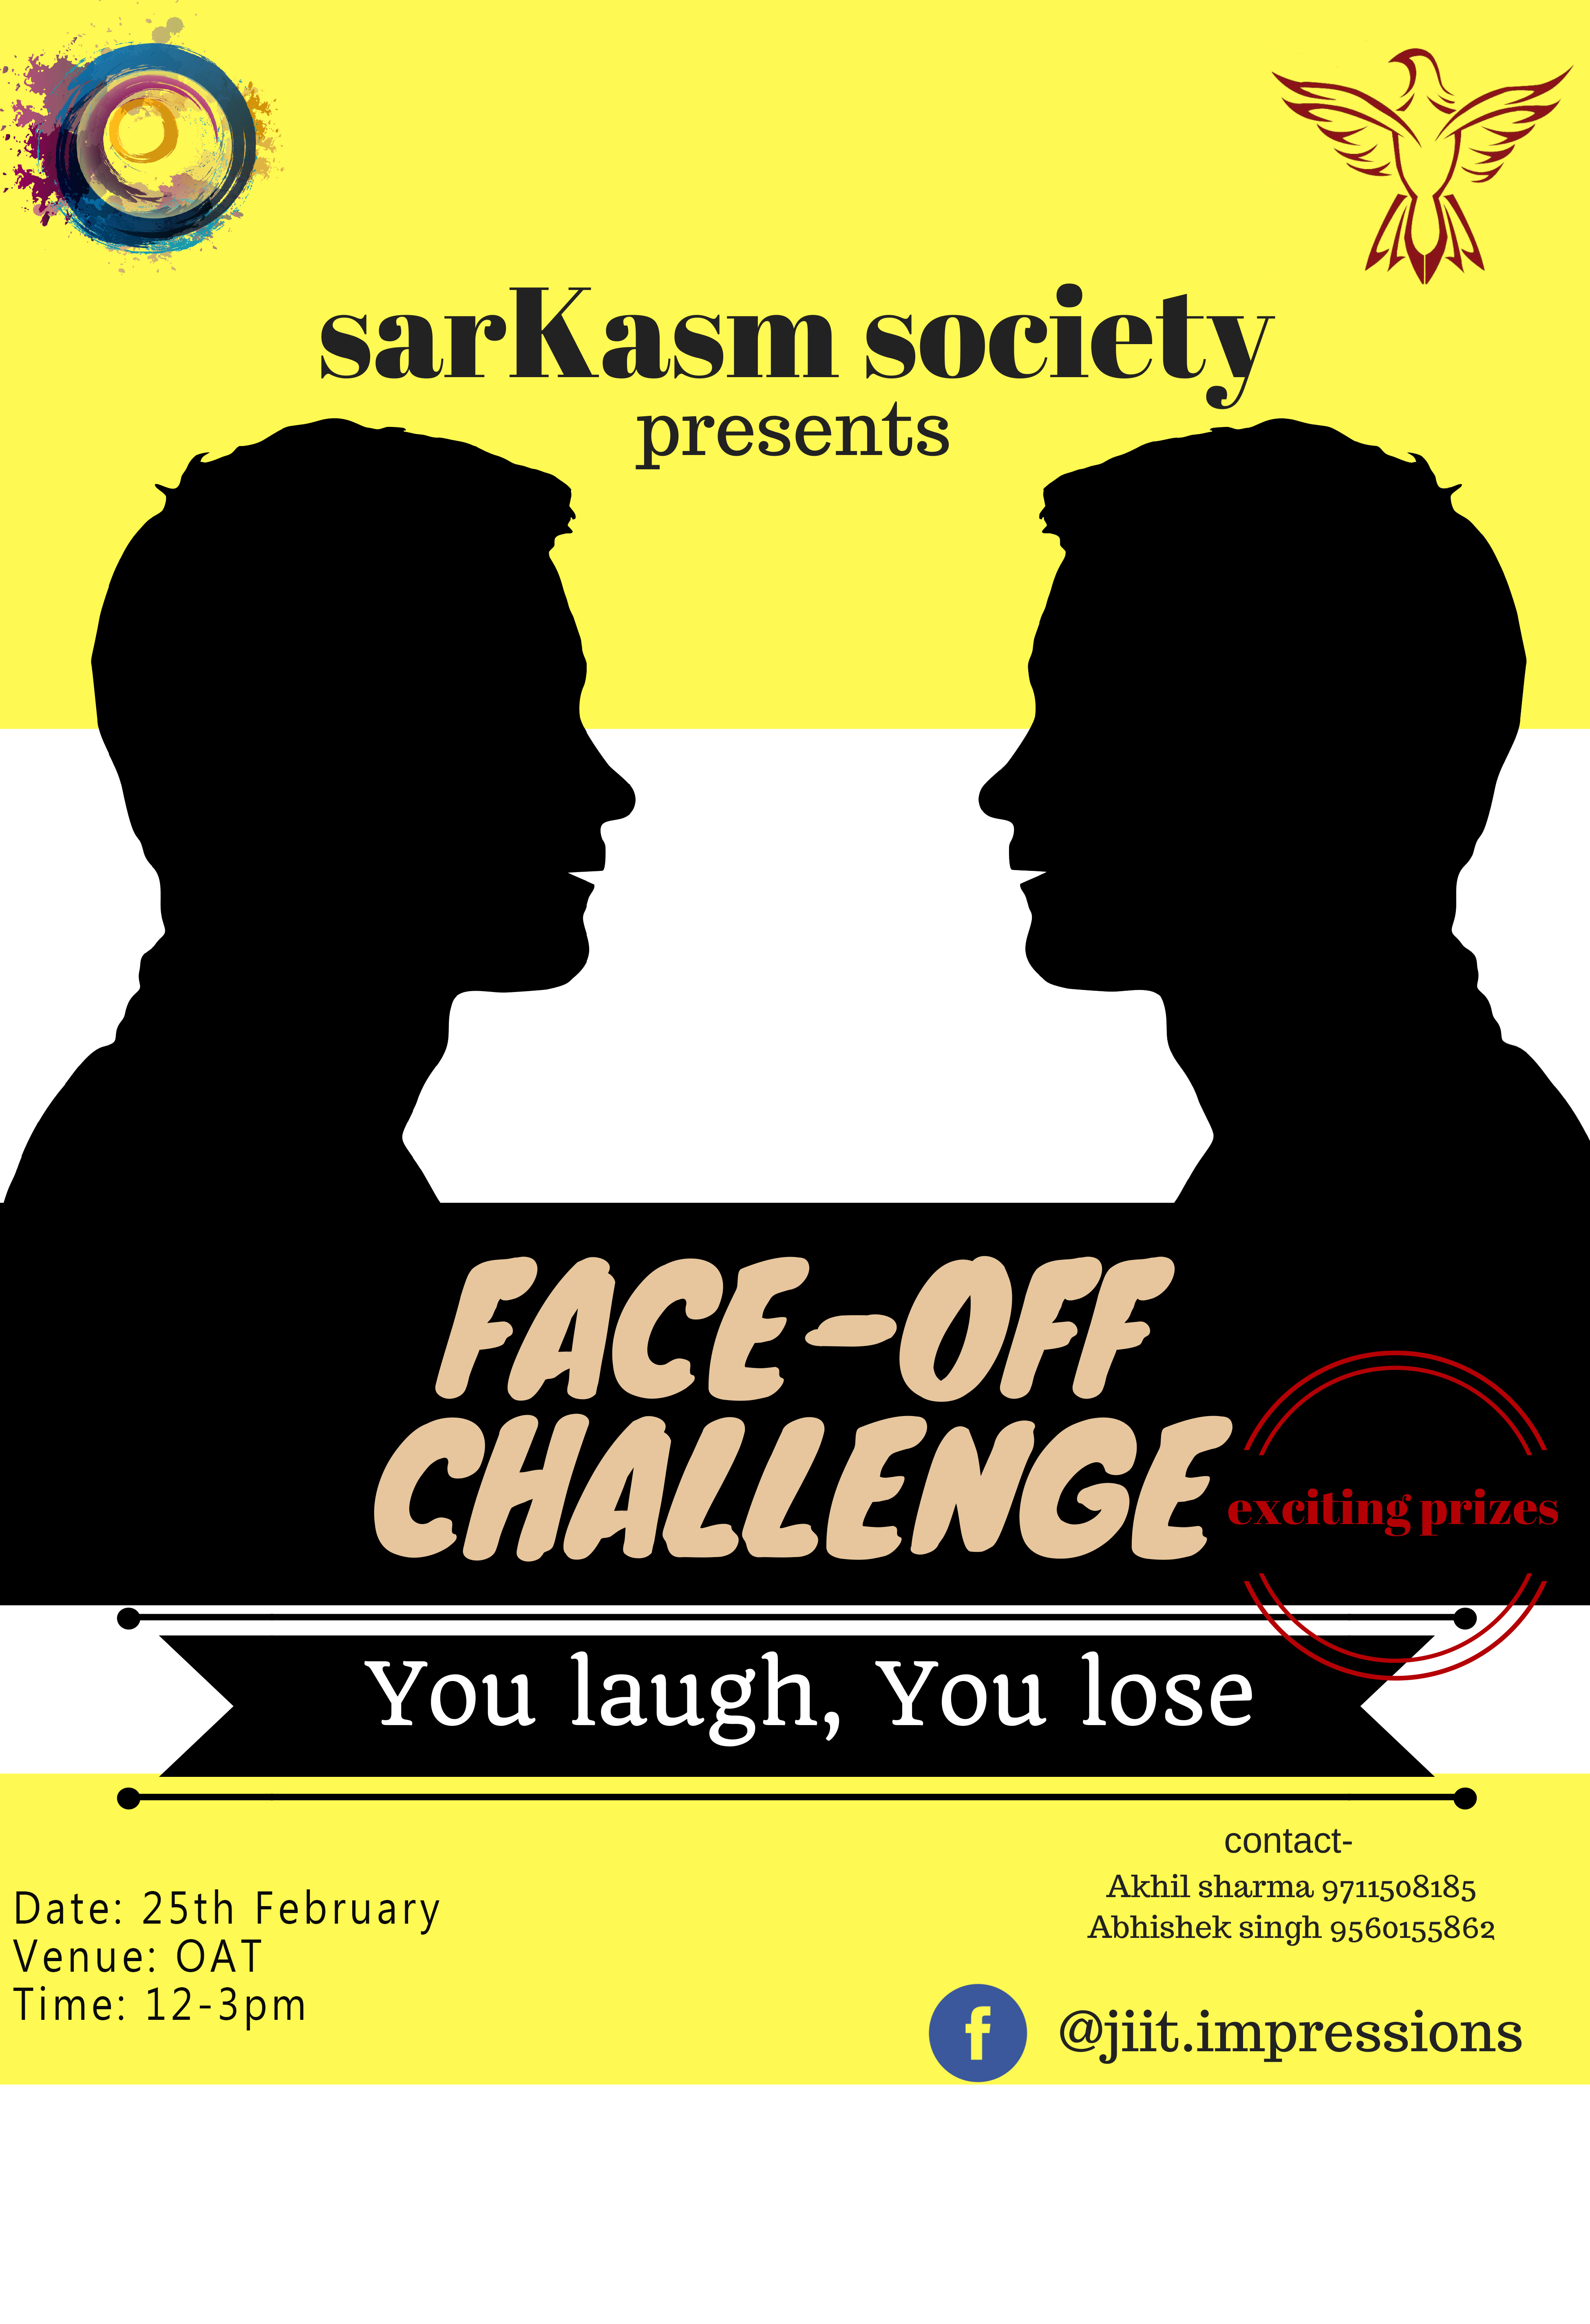 sarKasm society
presents
FACE-OFF
CHALLENGE
exciting prizes
You laugh, You lose
contact-
Akhil sharma 9711508185
Abhishek singh 9560155862
Date: 25th February
Venue: OAT
Time: 12-3pm
f @jiit.impressions